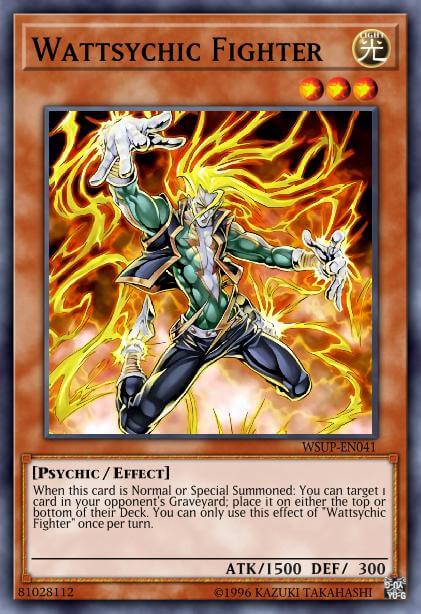 WATTSYCHIC FIGHTER
LIGHT
光
WSUP-EN041
[PSYCHIC / EFFECT]
When this card is Normal or Special Summoned: You can target 1
card in your opponent's Graveyard; place it on either the top or
bottom of their Deck. You can only use this effect of "Wattsychic
Fighter" once per turn.
ATK/1500 DEF/ 300
81028112
©1996 KAZUKI TAKAHASHI